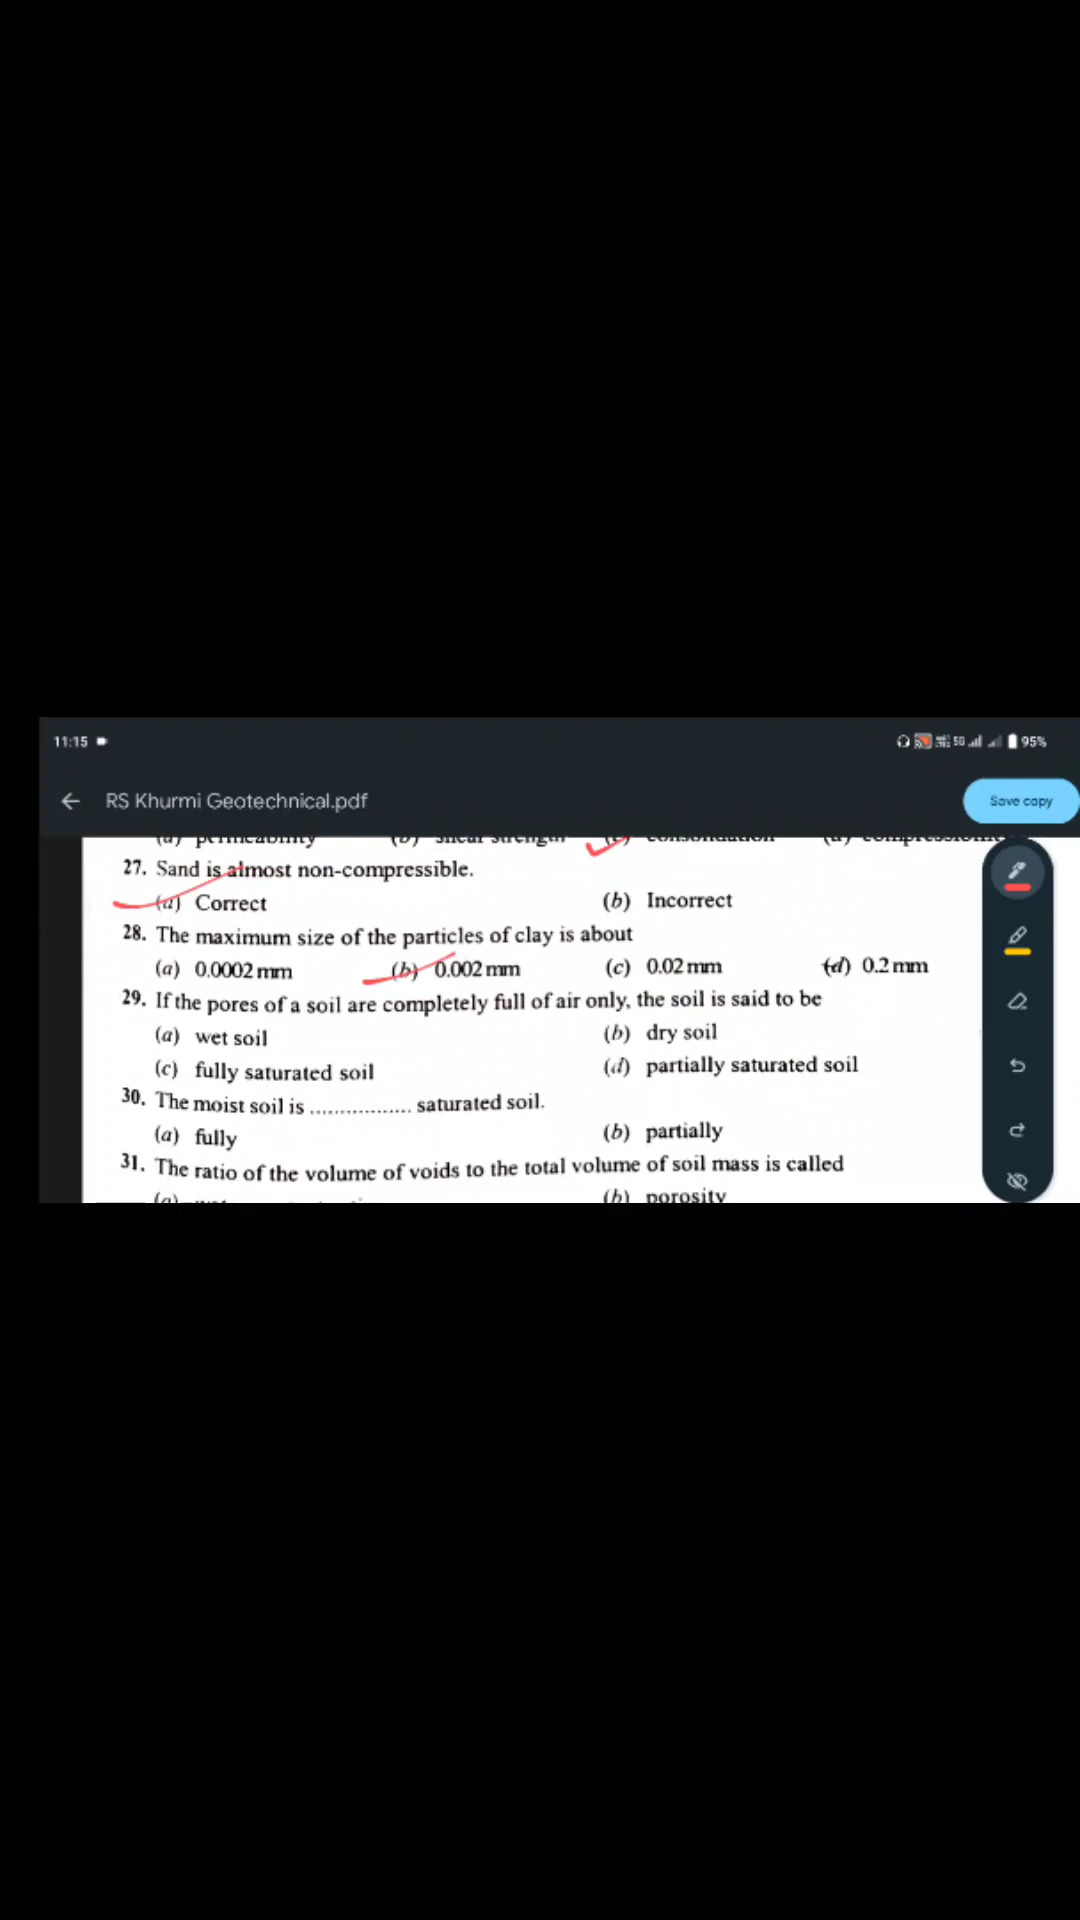 11:15
5G 95%
RS Khurmi Geotechnical.pdf
Save copy
(a) permeability (b) shear strength (c) consolidation
27. Sand is almost non-compressible.
(a) Correct (b) Incorrect
28. The maximum size of the particles of clay is about
(a) 0.0002 mm (b) 0.002 mm (c) 0.02 mm (d) 0.2 mm
29. If the pores of a soil are completely full of air only, the soil is said to be
(a) wet soil (b) dry soil
(c) fully saturated soil (d) partially saturated soil
30. The moist soil is ................. saturated soil.
(a) fully (b) partially
31. The ratio of the volume of voids to the total volume of soil mass is called
(a) (b) porosity